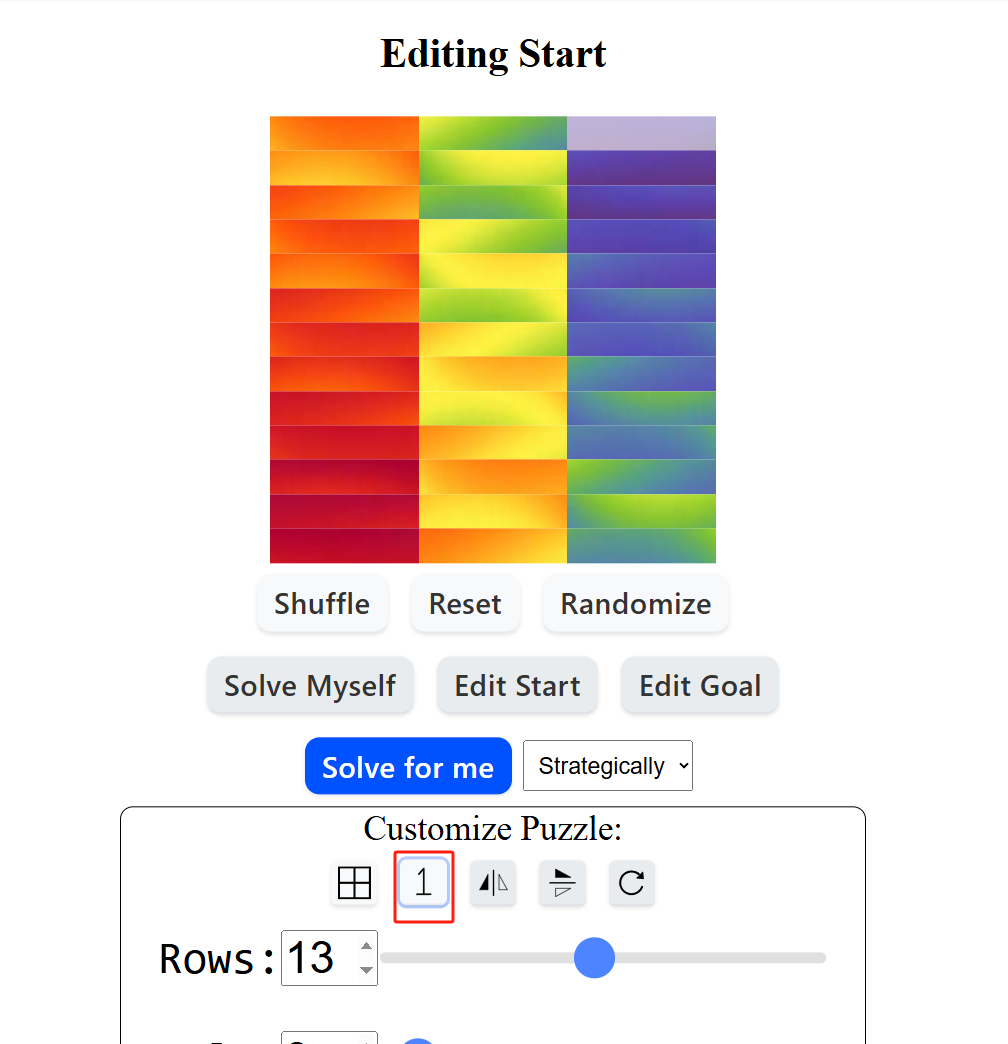 Editing Start
Shuffle Reset Randomize
Solve Myself Edit Start Edit Goal
Solve for me Strategically
Customize Puzzle:
1
Rows: 13